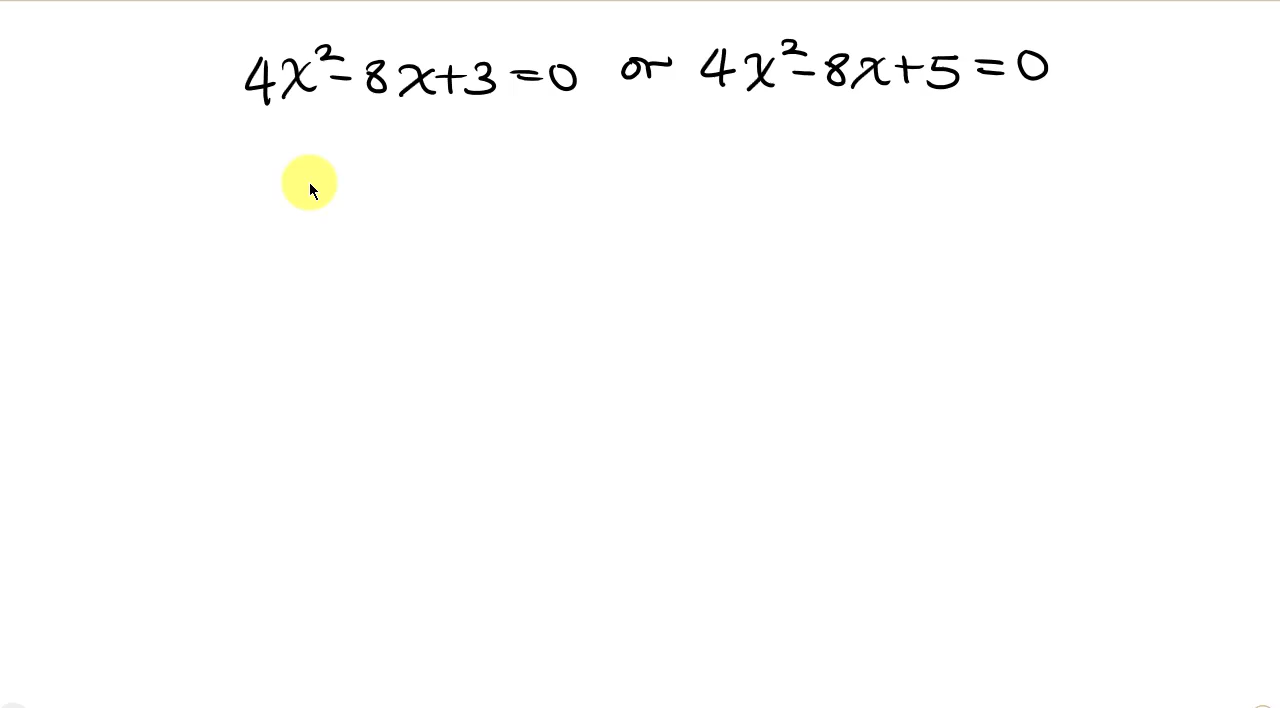 4x² - 8x + 3 = 0 or 4x² - 8x + 5 = 0